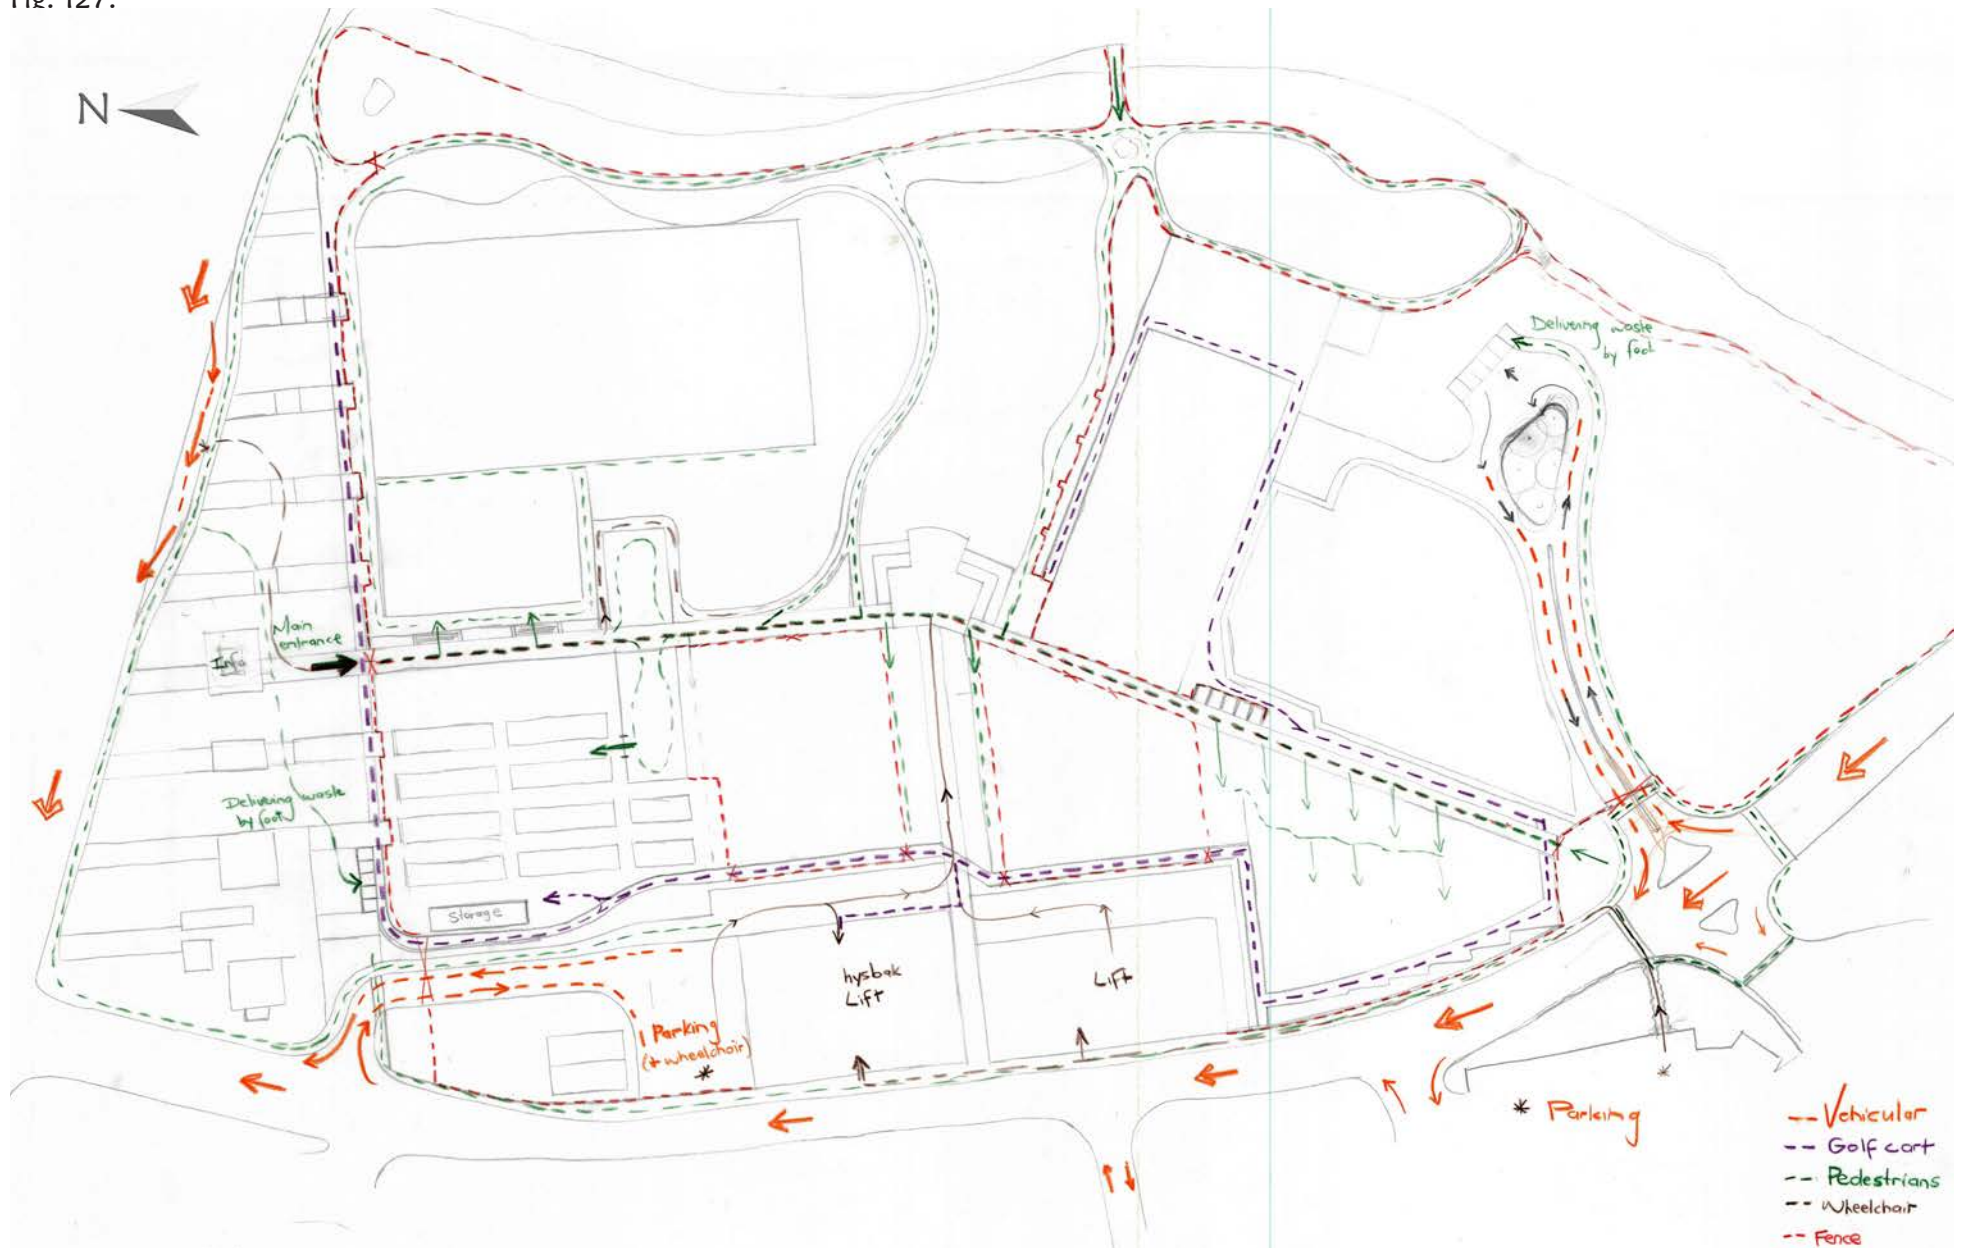 Fig. 127.
N
Delivering waste
by foot
Main
entrance
Info
Delivering waste
by foot
Storage
hysbak
Lift
Lift
Parking
(+ wheelchair)
*
* Parking
Vehicular
Golf cart
Pedestrians
Wheelchair
Fence